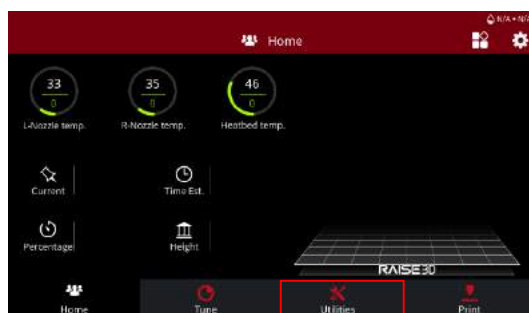 N/A • N/A
Home
33
0
L-Nozzle temp.
35
0
R-Nozzle temp.
46
0
Heatbed temp.
Current
Time Est.
Percentage
Height
RAISE3D
Home
Tune
Utilities
Print